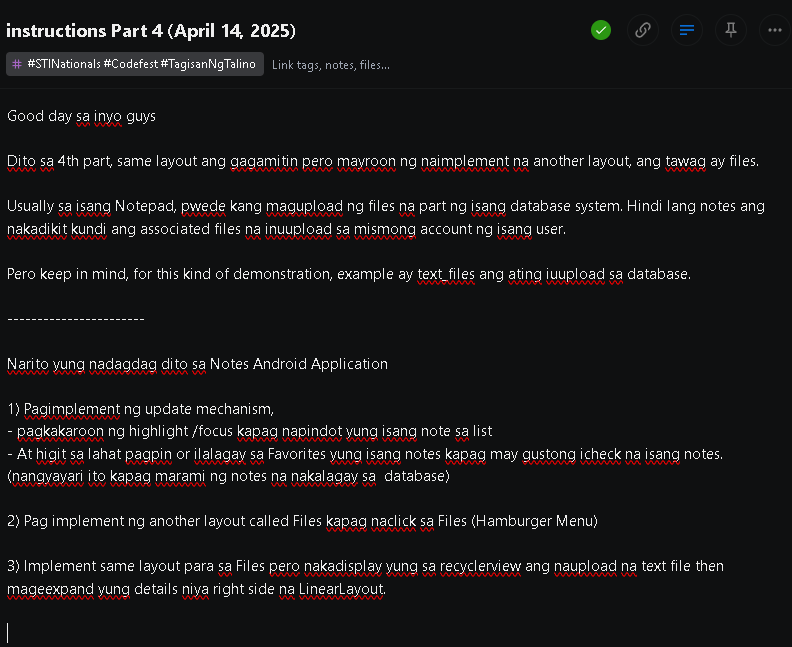 instructions Part 4 (April 14, 2025)
# #STINationals #Codefest #TagisanNgTalino Link tags, notes, files...
Good day sa inyo guys
Dito sa 4th part, same layout ang gagamitin pero mayroon ng naimplement na another layout, ang tawag ay files.
Usually sa isang Notepad, pwede kang magupload ng files na part ng isang database system. Hindi lang notes ang
nakadikit kundi ang associated files na inuupload sa mismong account ng isang user.
Pero keep in mind, for this kind of demonstration, example ay text_files ang ating iuupload sa database.
-----------------------
Narito yung nadagdag dito sa Notes Android Application
1) Pagimplement ng update mechanism,
- pagkakaroon ng highlight /focus kapag napindot yung isang note sa list
- At higit sa lahat pagpin or ilalagay sa Favorites yung isang notes kapag may gustong icheck na isang notes.
(nangyayari ito kapag marami ng notes na nakalagay sa  database)
2) Pag implement ng another layout called Files kapag naclick sa Files (Hamburger Menu)
3) Implement same layout para sa Files pero nakadisplay yung sa recyclerview ang naupload na text file then
mageexpand yung details niya right side na LinearLayout.